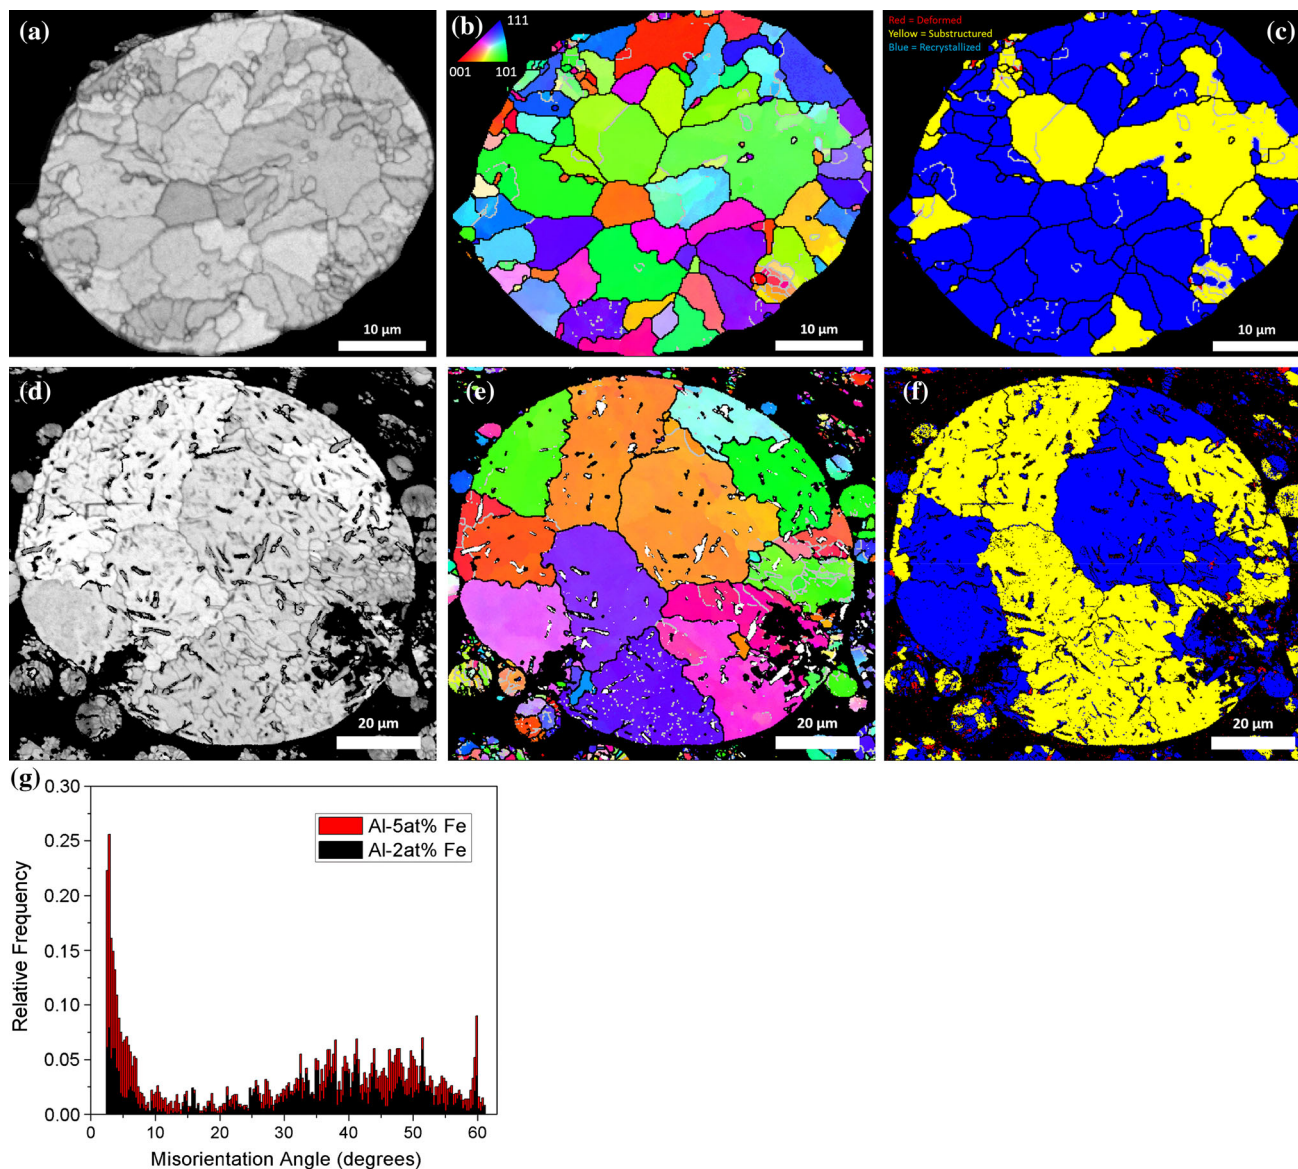 (a)
10 µm
(b)
111
001
101
10 µm
Red = Deformed
Yellow = Substructured
Blue = Recrystallized
(c)
10 µm
(d)
20 µm
(e)
20 µm
(f)
20 µm
(g)
0.30
0.25
0.20
0.15
0.10
0.05
0.00
Relative Frequency
Al-5at% Fe
Al-2at% Fe
0
10
20
30
40
50
60
Misorientation Angle (degrees)